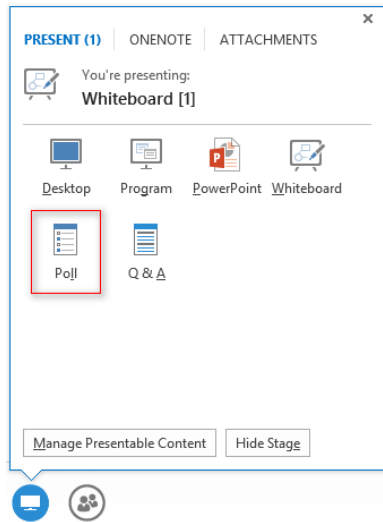 PRESENT (1) ONENOTE ATTACHMENTS
You're presenting:
Whiteboard [1]
Desktop Program PowerPoint Whiteboard
Poll Q & A
Manage Presentable Content Hide Stage